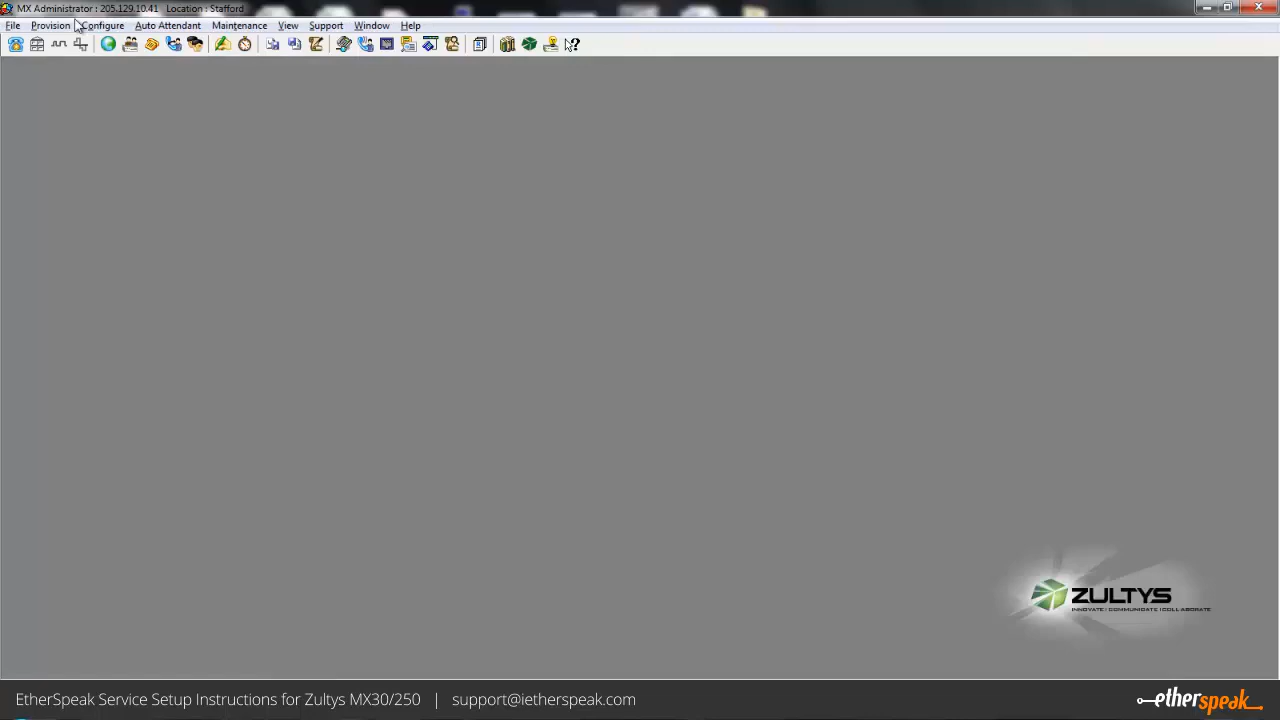 MX Administrator : 205.129.10.41   Location : Stafford
File Provision Configure Auto Attendant Maintenance View Support Window Help
ZULTYS
INNOVATE | COMMUNICATE | COLLABORATE
EtherSpeak Service Setup Instructions for Zultys MX30/250 | support@ietherspeak.com
etherspeak